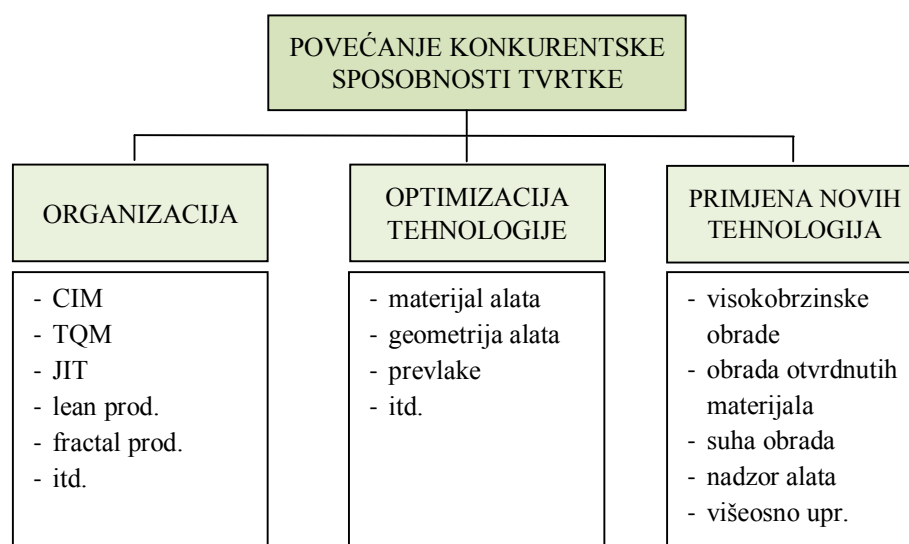 POVEĆANJE KONKURENTSKE
SPOSOBNOSTI TVRTKE
ORGANIZACIJA
- CIM
- TQM
- JIT
- lean prod.
- fractal prod.
- itd.
OPTIMIZACIJA
TEHNOLOGIJE
- materijal alata
- geometrija alata
- prevlake
- itd.
PRIMJENA NOVIH
TEHNOLOGIJA
- visokobrzinske
obrade
- obrada otvrdnutih
materijala
- suha obrada
- nadzor alata
- višeosno upr.